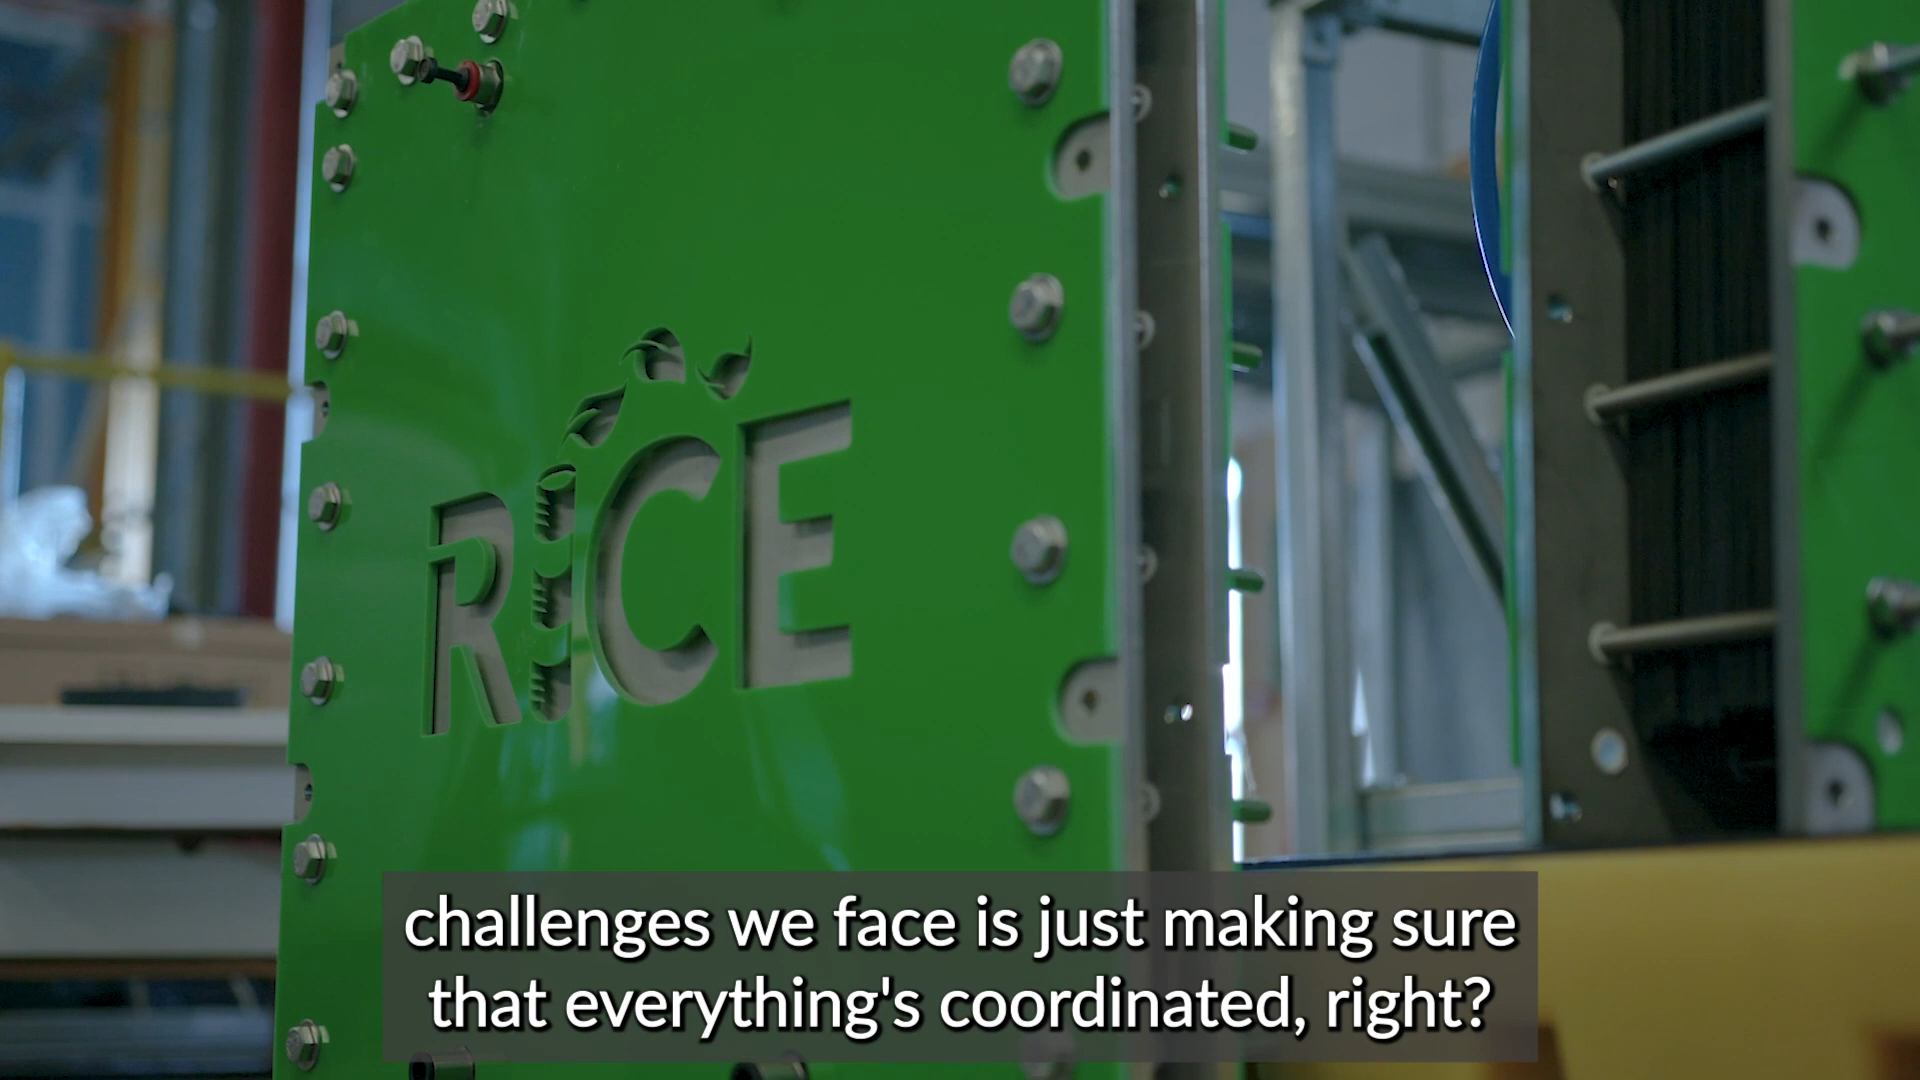 RICE
challenges we face is just making sure
that everything's coordinated, right?